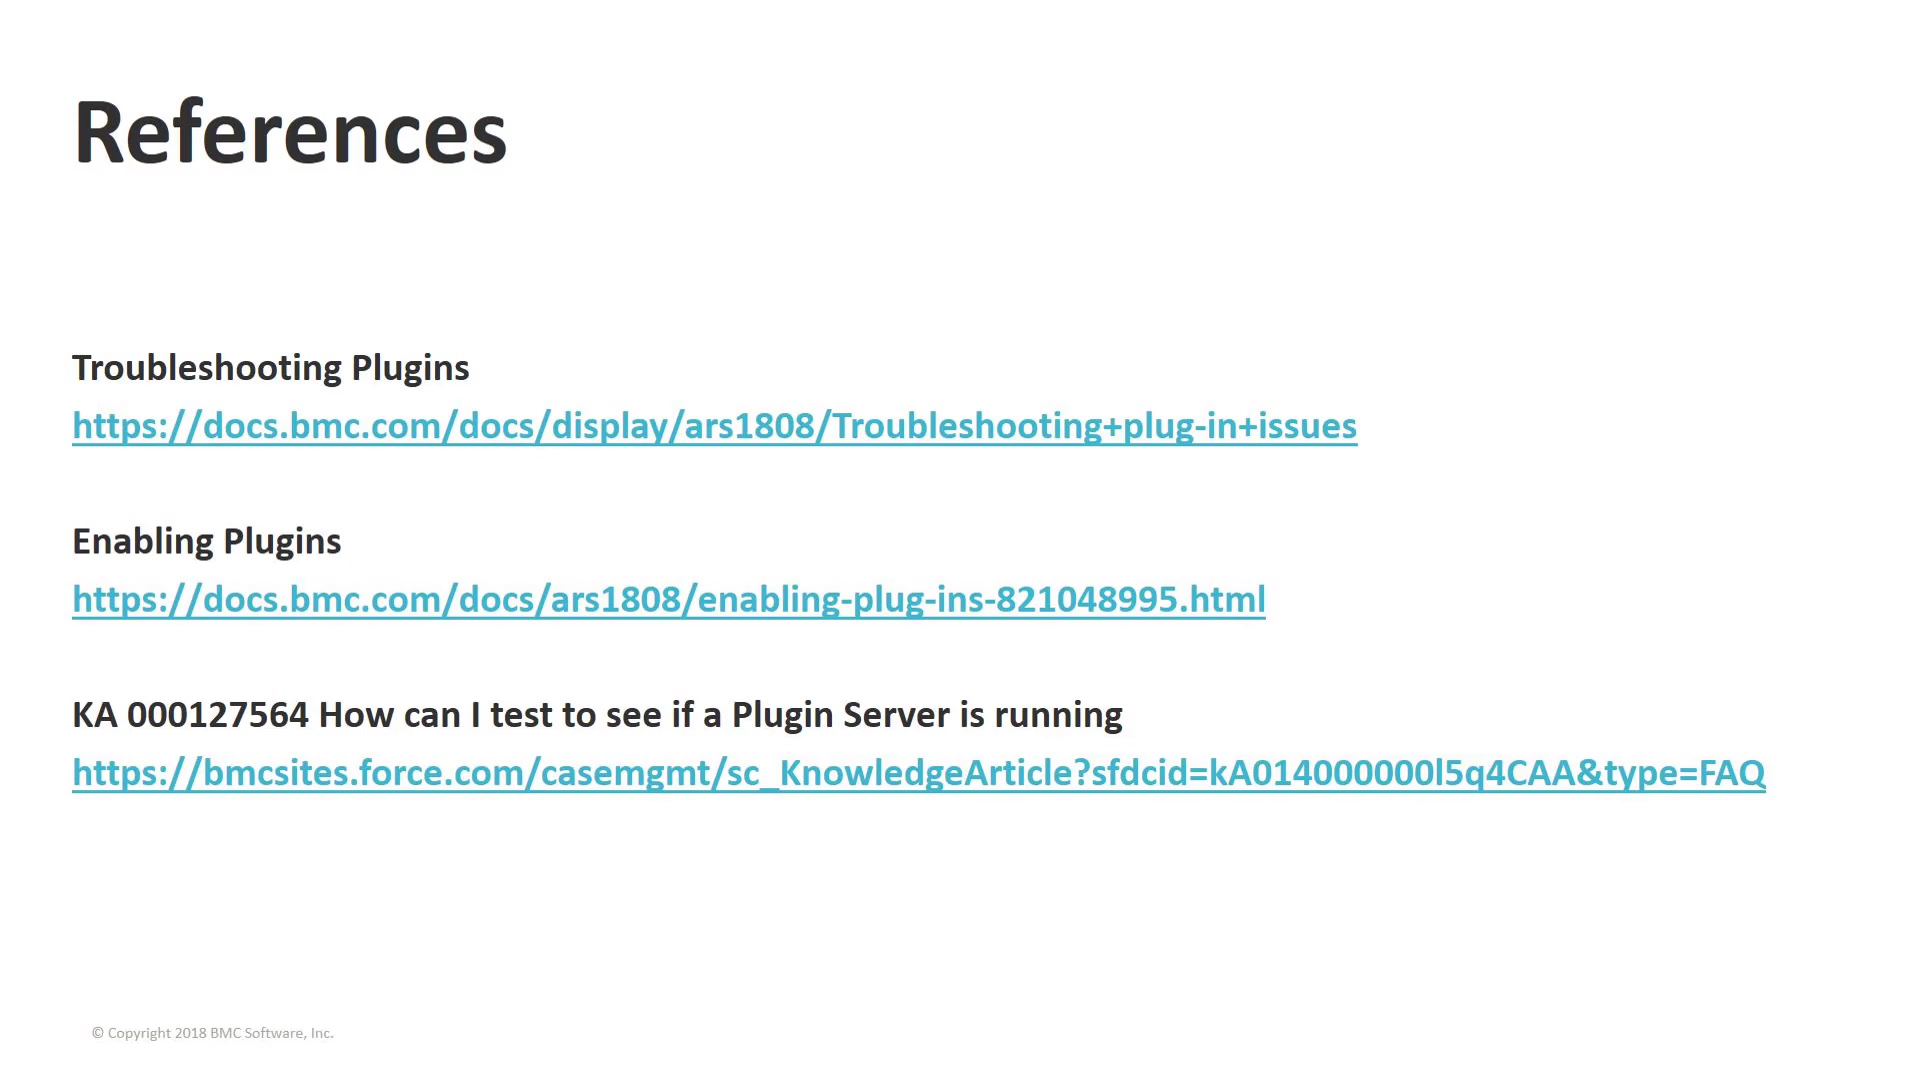 References
Troubleshooting Plugins
https://docs.bmc.com/docs/display/ars1808/Troubleshooting+plug-in+issues
Enabling Plugins
https://docs.bmc.com/docs/ars1808/enabling-plug-ins-821048995.html
KA 000127564 How can I test to see if a Plugin Server is running
https://bmcsites.force.com/casemgmt/sc_KnowledgeArticle?sfdcid=kA014000000l5q4CAA&type=FAQ
© Copyright 2018 BMC Software, Inc.